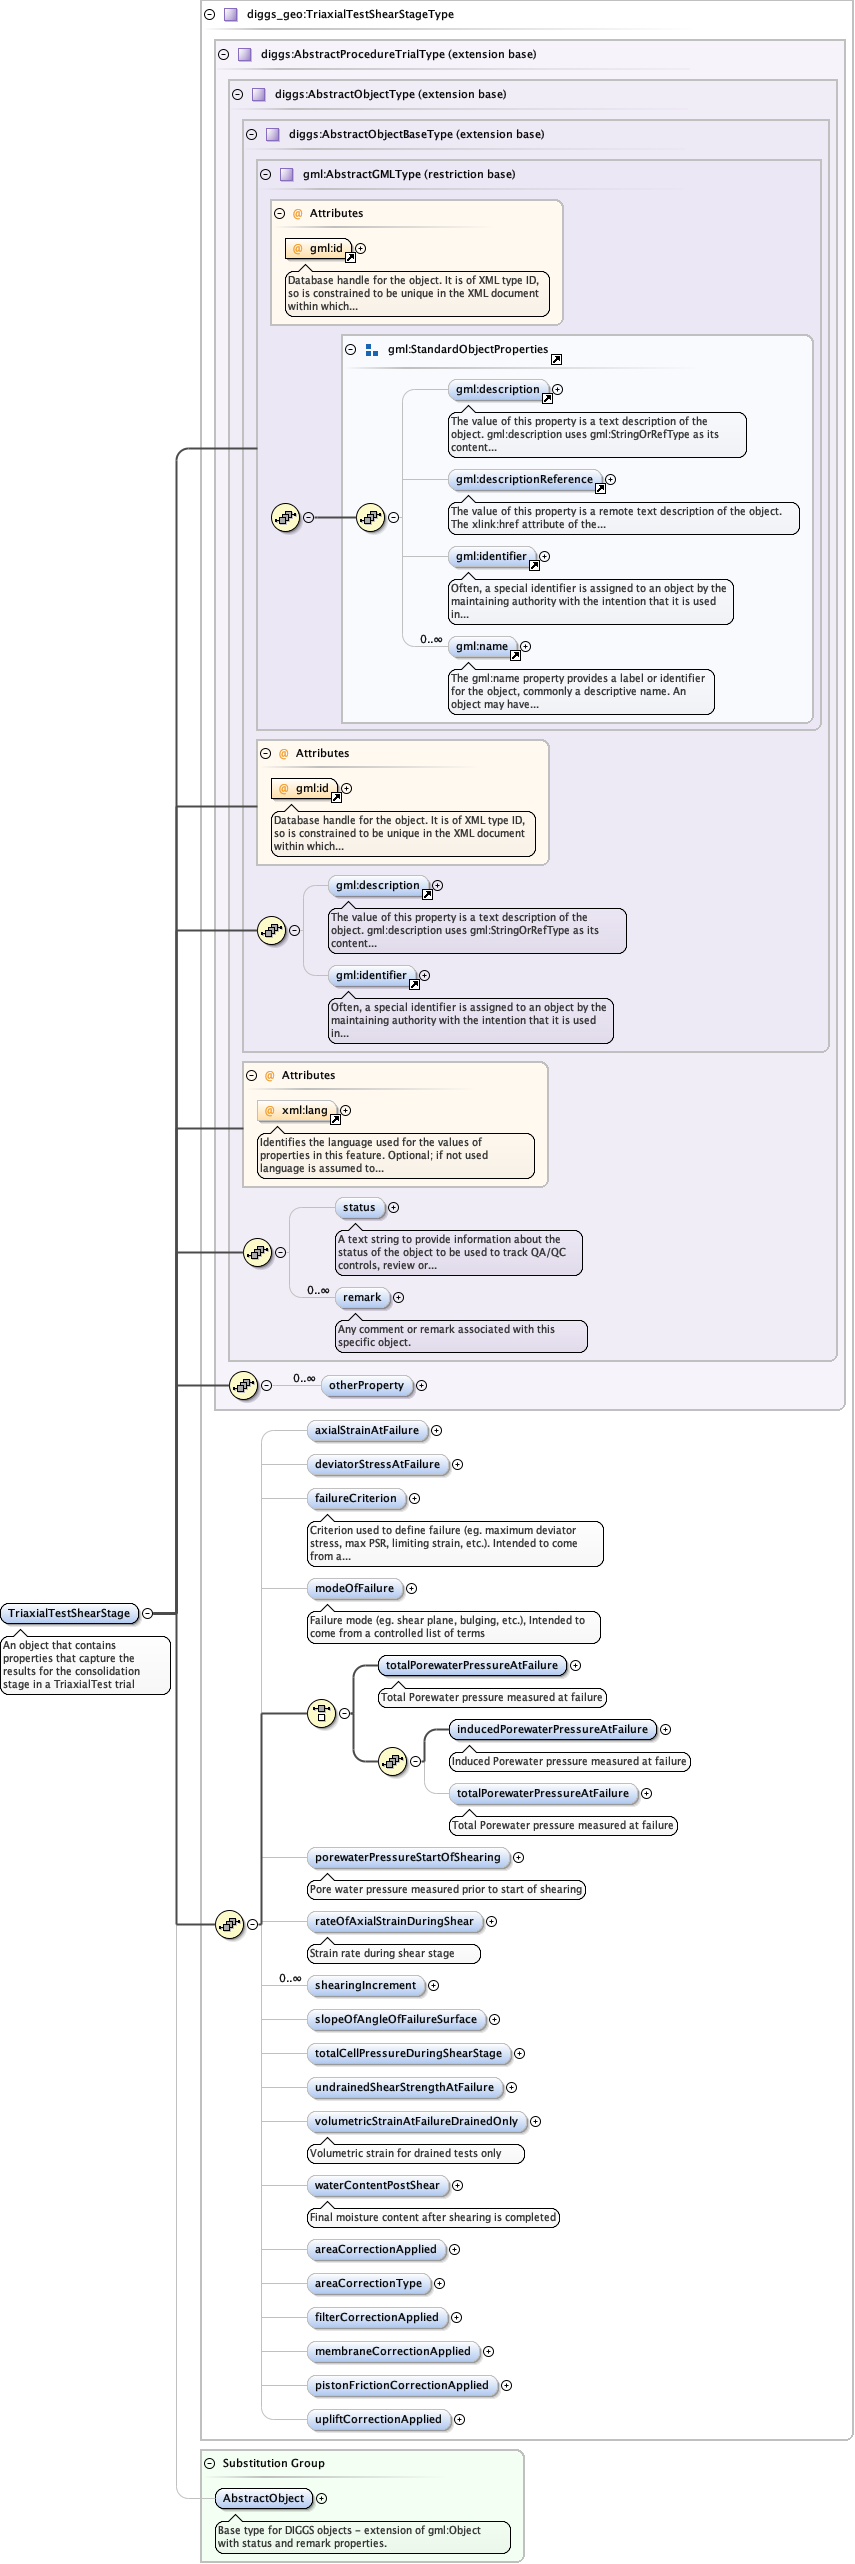 diggs_geo:TriaxialTestShearStageType
diggs:AbstractProcedureTrialType (extension base)
diggs:AbstractObjectType (extension base)
diggs:AbstractObjectBaseType (extension base)
gml:AbstractGMLType (restriction base)
@ Attributes
@ gml:id
Database handle for the object. It is of XML type ID,
so is constrained to be unique in the XML document
within which...
gml:StandardObjectProperties
gml:description
The value of this property is a text description of the
object. gml:description uses gml:StringOrRefType as its
content...
gml:descriptionReference
The value of this property is a remote text description of the object.
The xlink:href attribute of the...
gml:identifier
Often, a special identifier is assigned to an object by the
maintaining authority with the intention that it is used
in...
0..∞
gml:name
The gml:name property provides a label or identifier
for the object, commonly a descriptive name. An
object may have...
@ Attributes
@ gml:id
Database handle for the object. It is of XML type ID,
so is constrained to be unique in the XML document
within which...
gml:description
The value of this property is a text description of the
object. gml:description uses gml:StringOrRefType as its
content...
gml:identifier
Often, a special identifier is assigned to an object by the
maintaining authority with the intention that it is used
in...
@ Attributes
@ xml:lang
Identifies the language used for the values of
properties in this feature. Optional; if not used
language is assumed to...
status
A text string to provide information about the
status of the object to be used to track QA/QC
controls, review or...
0..∞
remark
Any comment or remark associated with this
specific object.
0..∞
otherProperty
axialStrainAtFailure
deviatorStressAtFailure
failureCriterion
Criterion used to define failure (eg. maximum deviator
stress, max PSR, limiting strain, etc.). Intended to come
from a...
modeOfFailure
Failure mode (eg. shear plane, bulging, etc.), Intended to
come from a controlled list of terms
TriaxialTestShearStage
An object that contains
properties that capture the
results for the consolidation
stage in a TriaxialTest trial
totalPorewaterPressureAtFailure
Total Porewater pressure measured at failure
inducedPorewaterPressureAtFailure
Induced Porewater pressure measured at failure
totalPorewaterPressureAtFailure
Total Porewater pressure measured at failure
porewaterPressureStartOfShearing
Pore water pressure measured prior to start of shearing
rateOfAxialStrainDuringShear
Strain rate during shear stage
0..∞
shearingIncrement
slopeOfAngleOfFailureSurface
totalCellPressureDuringShearStage
undrainedShearStrengthAtFailure
volumetricStrainAtFailureDrainedOnly
Volumetric strain for drained tests only
waterContentPostShear
Final moisture content after shearing is completed
areaCorrectionApplied
areaCorrectionType
filterCorrectionApplied
membraneCorrectionApplied
pistonFrictionCorrectionApplied
upliftCorrectionApplied
Substitution Group
AbstractObject
Base type for DIGGS objects - extension of gml:Object
with status and remark properties.